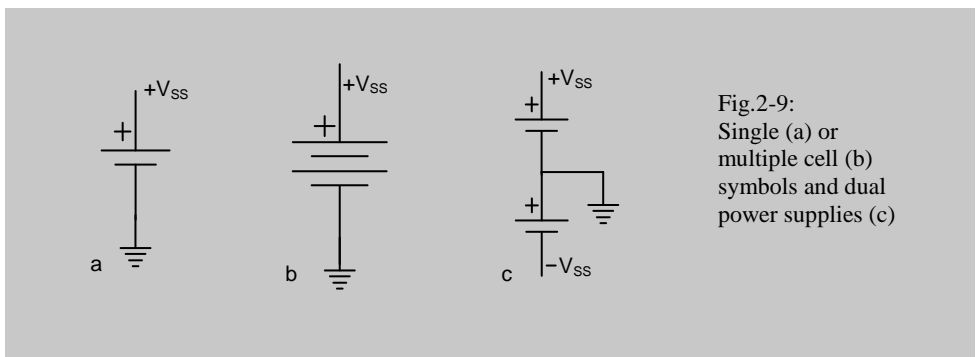 +VSS
+
a
+VSS
+
b
+VSS
+
+
−VSS
c
Fig.2-9:
Single (a) or
multiple cell (b)
symbols and dual
power supplies (c)